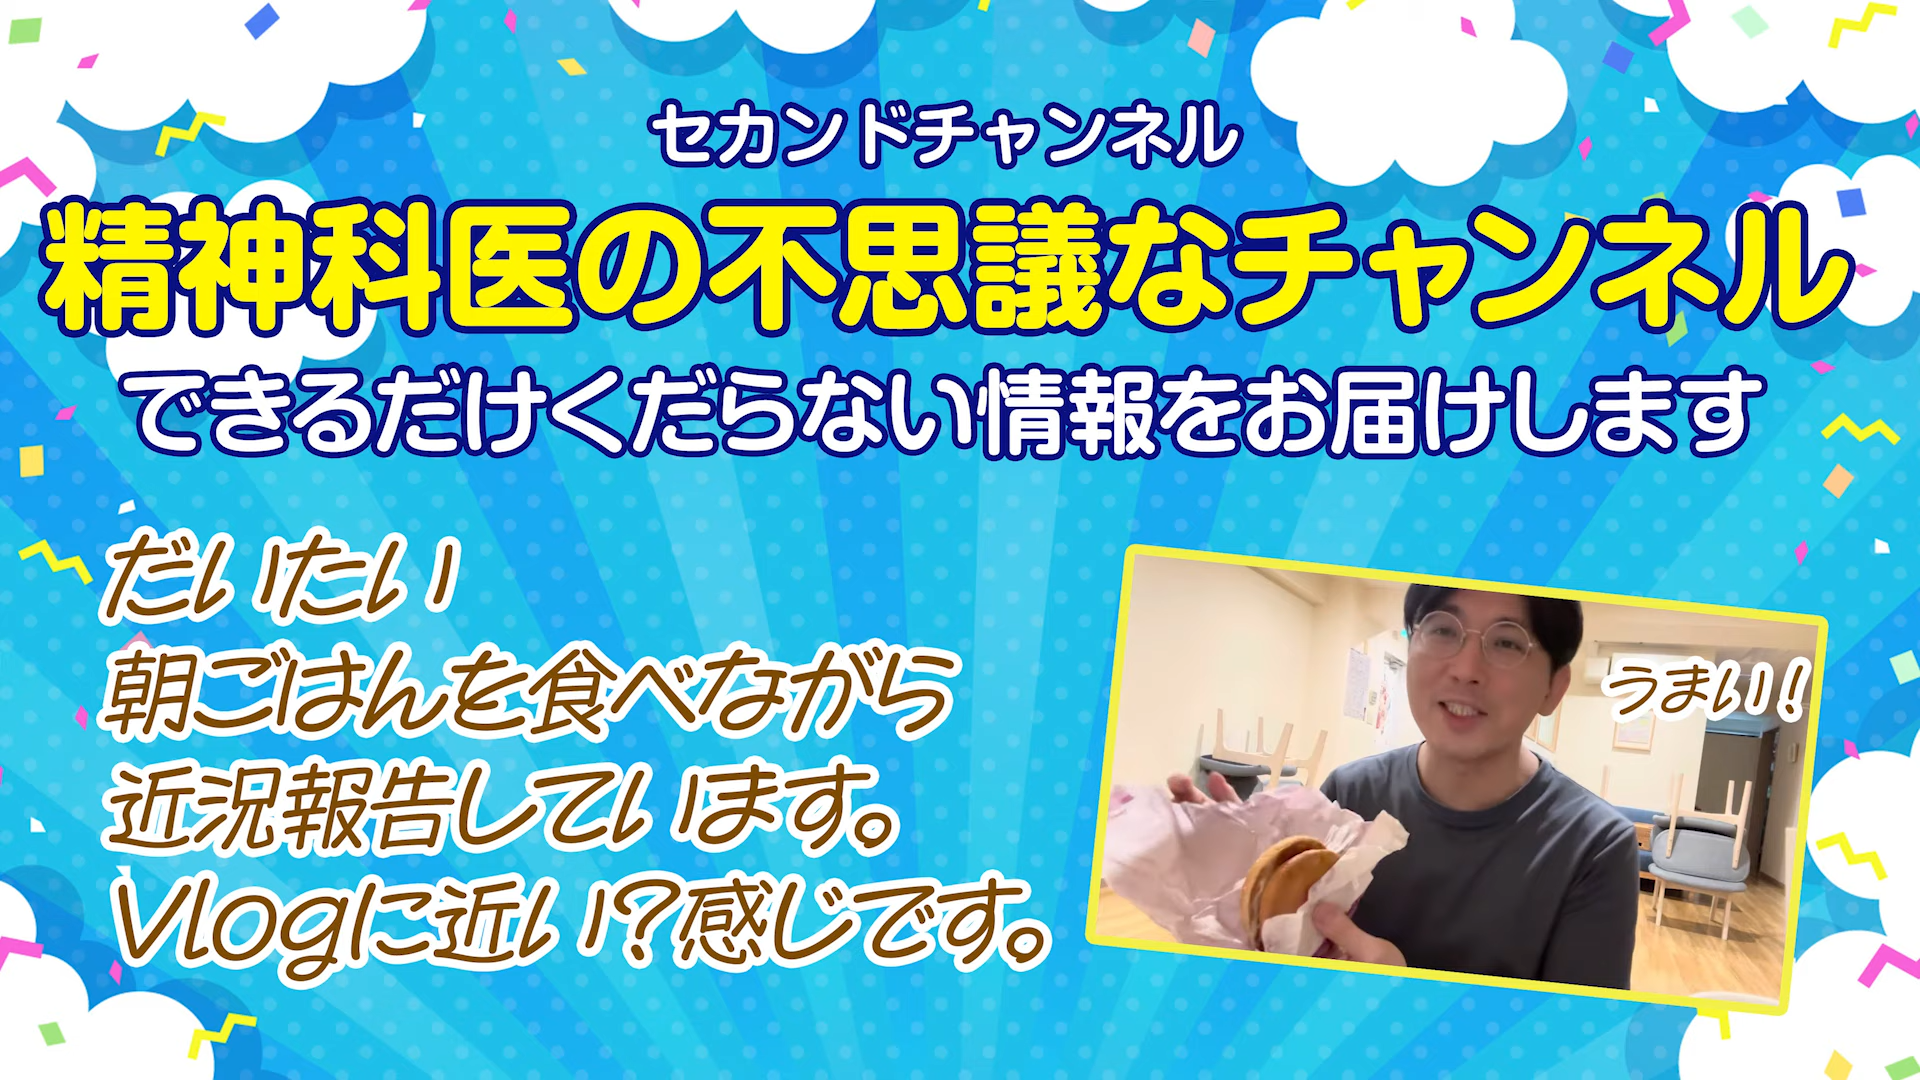 セカンドチャンネル
精神科医の不思議なチャンネル
できるだけくだらない情報をお届けします
だいたい
朝ごはんを食べながら
近況報告しています。
Vlogに近い?感じです。
うまい!